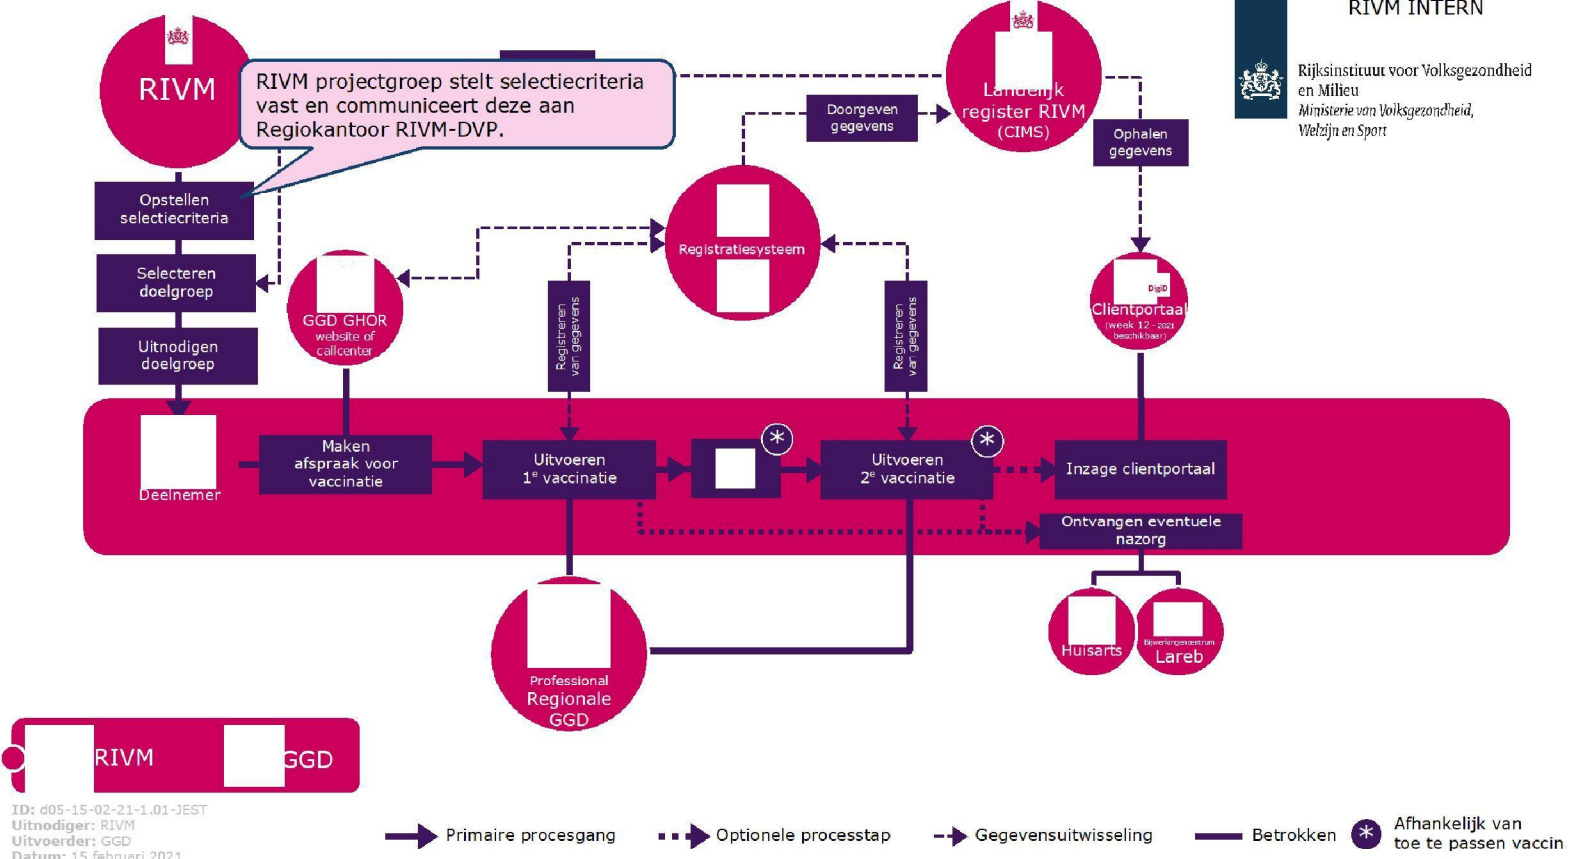 RIVM INTERN
Rijksinstituut voor Volksgezondheid
en Milieu
Ministerie van Volksgezondheid,
Welzijn en Sport
RIVM
RIVM projectgroep stelt selectiecriteria
vast en communiceert deze aan
Regiokantoor RIVM-DVP.
Landelijk
register RIVM
(CIMS)
Doorgeven
gegevens
Ophalen
gegevens
Opstellen
selectiecriteria
Registratiesysteem
Selecteren
doelgroep
Uitnodigen
doelgroep
GGD GHOR
website of
callcenter
Registreren
van gegevens
Registreren
van gegevens
DigiD
Clientportaal
(week 12 - 2021
beschikbaar)
Deelnemer
Maken
afspraak voor
vaccinatie
Uitvoeren
1e vaccinatie
*
Uitvoeren
2e vaccinatie
*
Inzage clientportaal
Ontvangen eventuele
nazorg
Professional
Regionale
GGD
Huisarts
Bijwerkingencentrum
Lareb
RIVM
GGD
ID: d05-15-02-21-1.01-JEST
Uitnodiger: RIVM
Uitvoerder: GGD
Datum: 15 februari 2021
Primaire procesgang
Optionele processtap
Gegevensuitwisseling
Betrokken
* Afhankelijk van
toe te passen vaccin